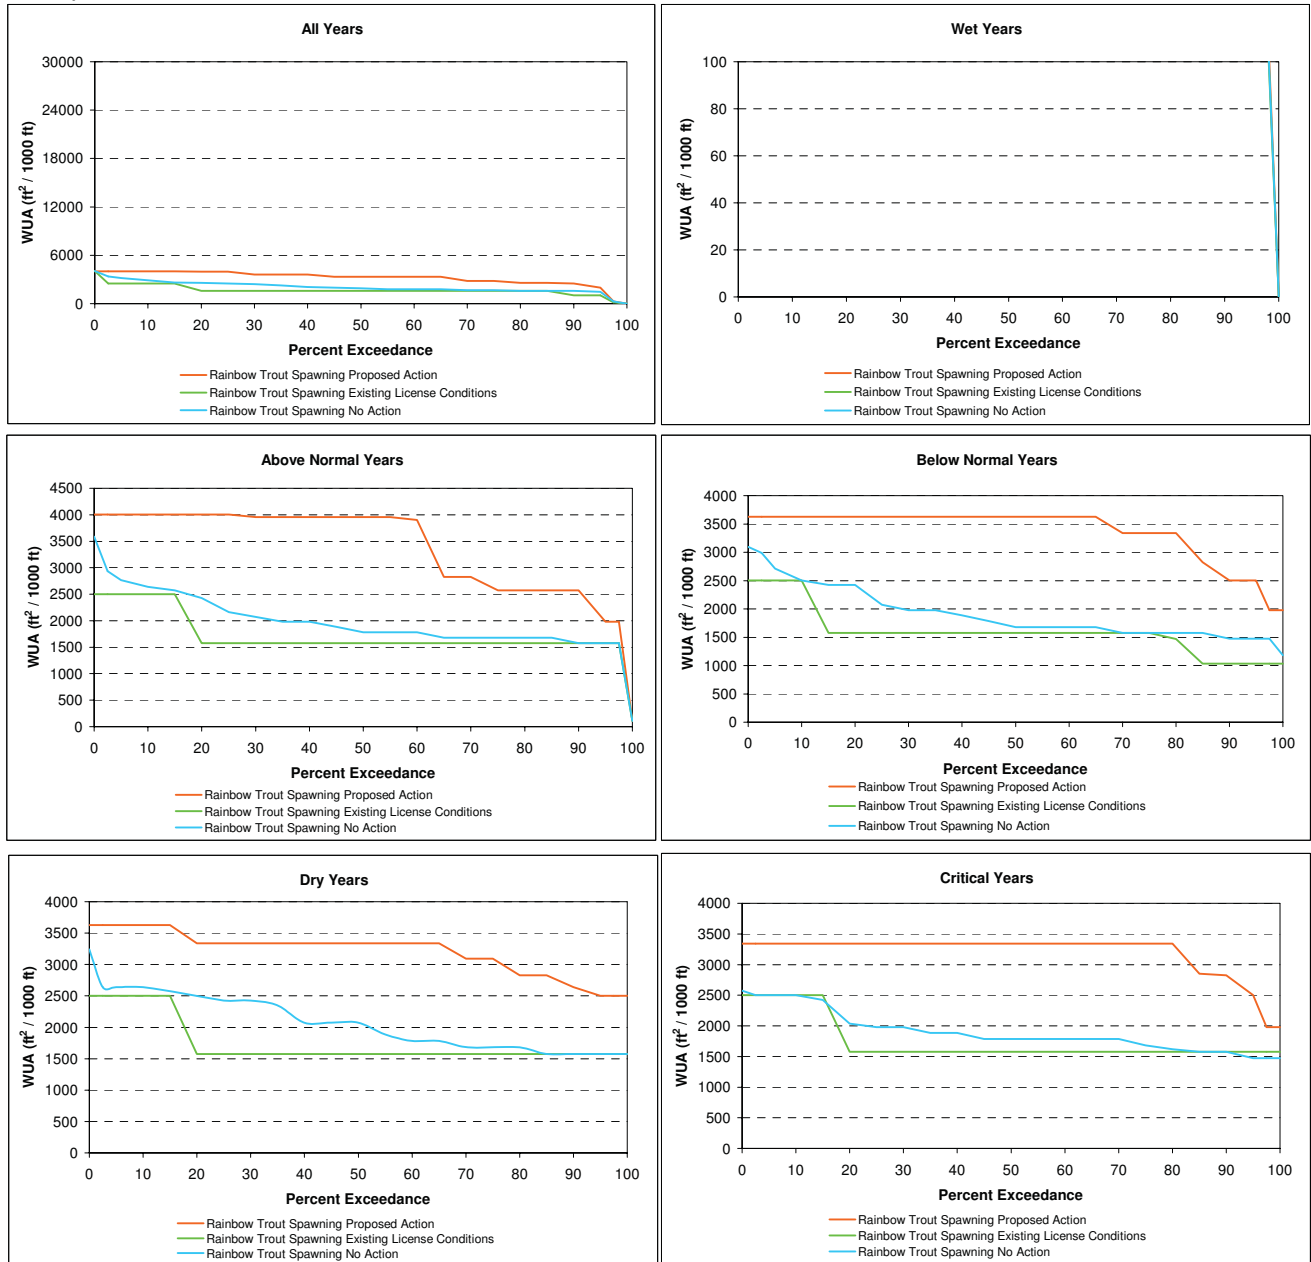 All Years
30000
24000
18000
12000
6000
0
WUA (ft² / 1000 ft)
0 10 20 30 40 50 60 70 80 90 100
Percent Exceedance
Rainbow Trout Spawning Proposed Action
Rainbow Trout Spawning Existing License Conditions
Rainbow Trout Spawning No Action
Wet Years
100
80
60
40
20
0
WUA (ft² / 1000 ft)
0 10 20 30 40 50 60 70 80 90 100
Percent Exceedance
Rainbow Trout Spawning Proposed Action
Rainbow Trout Spawning Existing License Conditions
Rainbow Trout Spawning No Action
Above Normal Years
4500
4000
3500
3000
2500
2000
1500
1000
500
0
WUA (ft² / 1000 ft)
0 10 20 30 40 50 60 70 80 90 100
Percent Exceedance
Rainbow Trout Spawning Proposed Action
Rainbow Trout Spawning Existing License Conditions
Rainbow Trout Spawning No Action
Below Normal Years
4000
3500
3000
2500
2000
1500
1000
500
0
WUA (ft² / 1000 ft)
0 10 20 30 40 50 60 70 80 90 100
Percent Exceedance
Rainbow Trout Spawning Proposed Action
Rainbow Trout Spawning Existing License Conditions
Rainbow Trout Spawning No Action
Dry Years
4000
3500
3000
2500
2000
1500
1000
500
0
WUA (ft² / 1000 ft)
0 10 20 30 40 50 60 70 80 90 100
Percent Exceedance
Rainbow Trout Spawning Proposed Action
Rainbow Trout Spawning Existing License Conditions
Rainbow Trout Spawning No Action
Critical Years
4000
3500
3000
2500
2000
1500
1000
500
0
WUA (ft² / 1000 ft)
0 10 20 30 40 50 60 70 80 90 100
Percent Exceedance
Rainbow Trout Spawning Proposed Action
Rainbow Trout Spawning Existing License Conditions
Rainbow Trout Spawning No Action